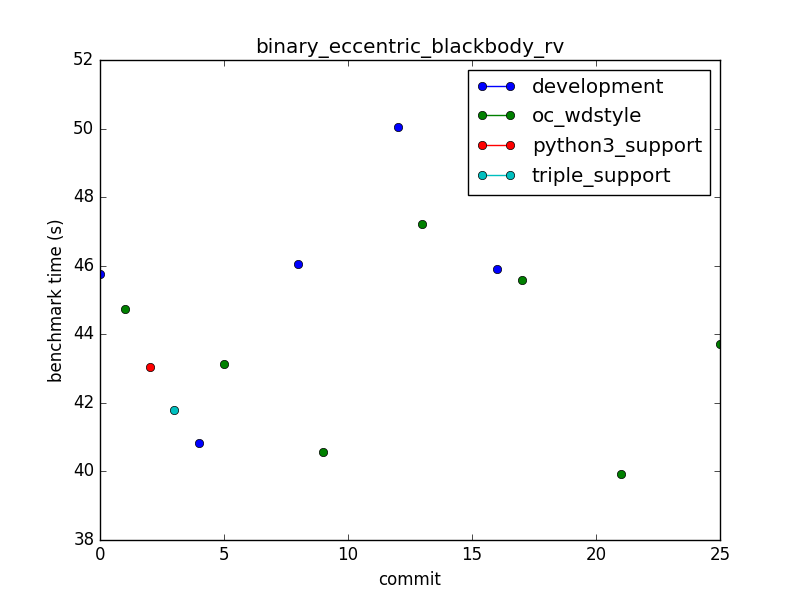 binary_eccentric_blackbody_rv
development
oc_wdstyle
python3_support
triple_support
benchmark time (s)
52
50
48
46
44
42
40
38
0 5 10 15 20 25
commit